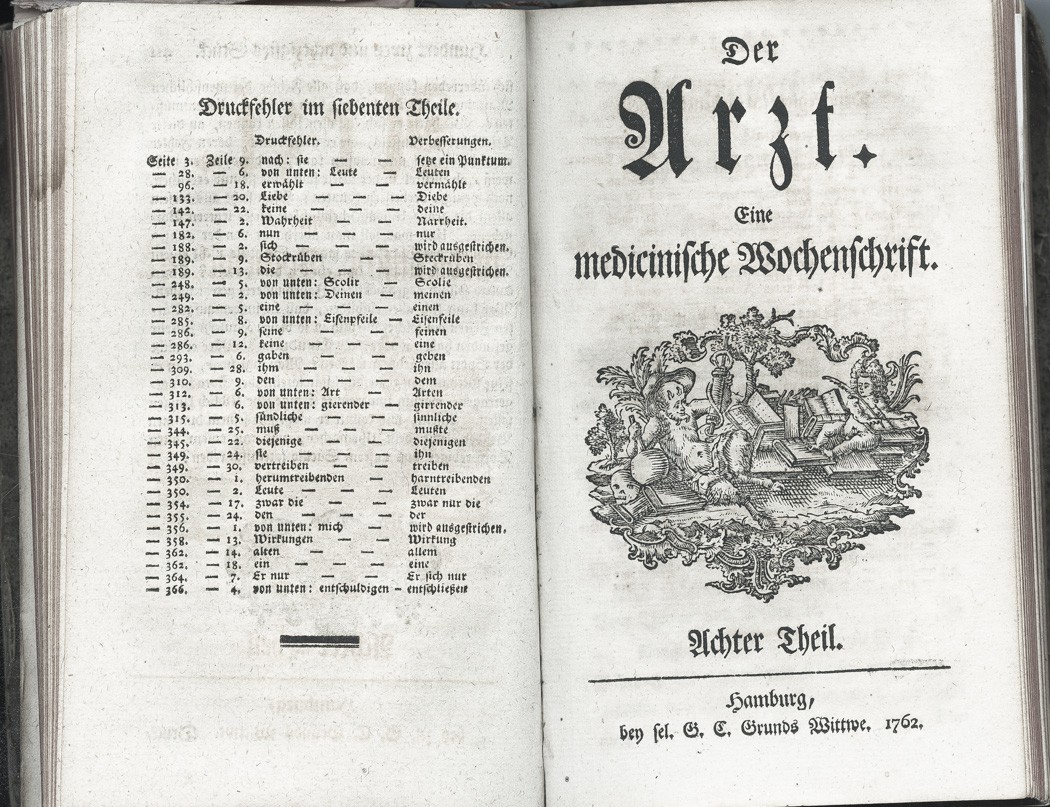 Druckfehler im siebenten Theile.
Druckfehler. Verbesserungen.
Seite 3. Zeile 9. nach: sie — — setze ein Punktum.
— 28. — 6. von unten: Leute — Leuten
— 96. — 18. erwählt — — vermählt
— 133. — 20. Liebe — — Diebe
— 142. — 22. keine — — deine
— 147. — 2. Wahrheit — — Narrheit.
— 182. — 6. nun — — nur
— 188. — 2. sich — — wird ausgestrichen.
— 189. — 9. Stockrüben — — Steckrüben
— 189. — 13. die — — wird ausgestrichen.
— 248. — 5. von unten: Scolir — Scolie
— 249. — 2. von unten: Deinen — meinen
— 282. — 5. eine — — — einen
— 285. — 8. von unten: Eisenpfeile — Eisenfeile
— 286. — 9. seine — — — feinen
— 286. — 12. keine — — — eine
— 293. — 6. gaben — — — geben
— 309. — 28. ihm — — — ihn
— 310. — 9. den — — — dem
— 312. — 6. von unten: Art — Arten
— 313. — 6. von unten: gierender — girrender
— 315. — 5. sündliche — — sinnliche
— 344. — 25. muß — — — mußte
— 345. — 22. diejenige — — diejenigen
— 349. — 24. sie — — — ihn
— 349. — 30. vertreiben — — treiben
— 350. — 1. herumtreibenden — harntreibenden
— 350. — 2. Leute — — — Leuten
— 354. — 17. zwar die — — zwar nur die
— 355. — 24. den — — — der
— 356. — 1. von unten: mich — wird ausgestrichen.
— 358. — 13. Wirkungen — — Wirkung
— 362. — 14. alten — — — allem
— 362. — 18. ein — — — eine
— 364. — 7. Er nur — — Er sich nur
— 366. — 4. von unten: entschuldigen — entschließen
Der
Arzt.
Eine
medicinische Wochenschrift.
Achter Theil.
Hamburg,
bey sel. G. C. Grunds Wittwe. 1762.